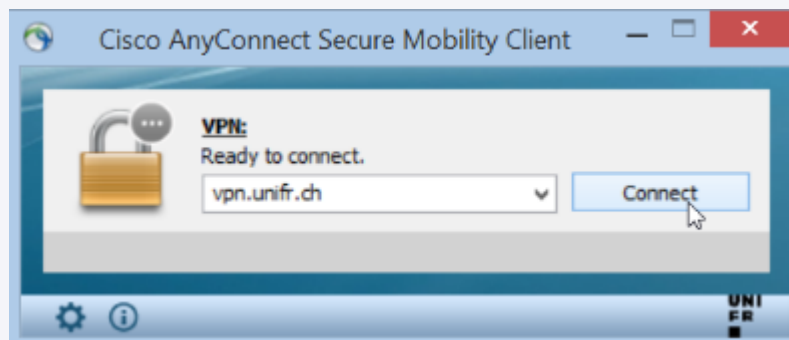 Cisco AnyConnect Secure Mobility Client
VPN:
Ready to connect.
vpn.unifr.ch
Connect
UNI
FR